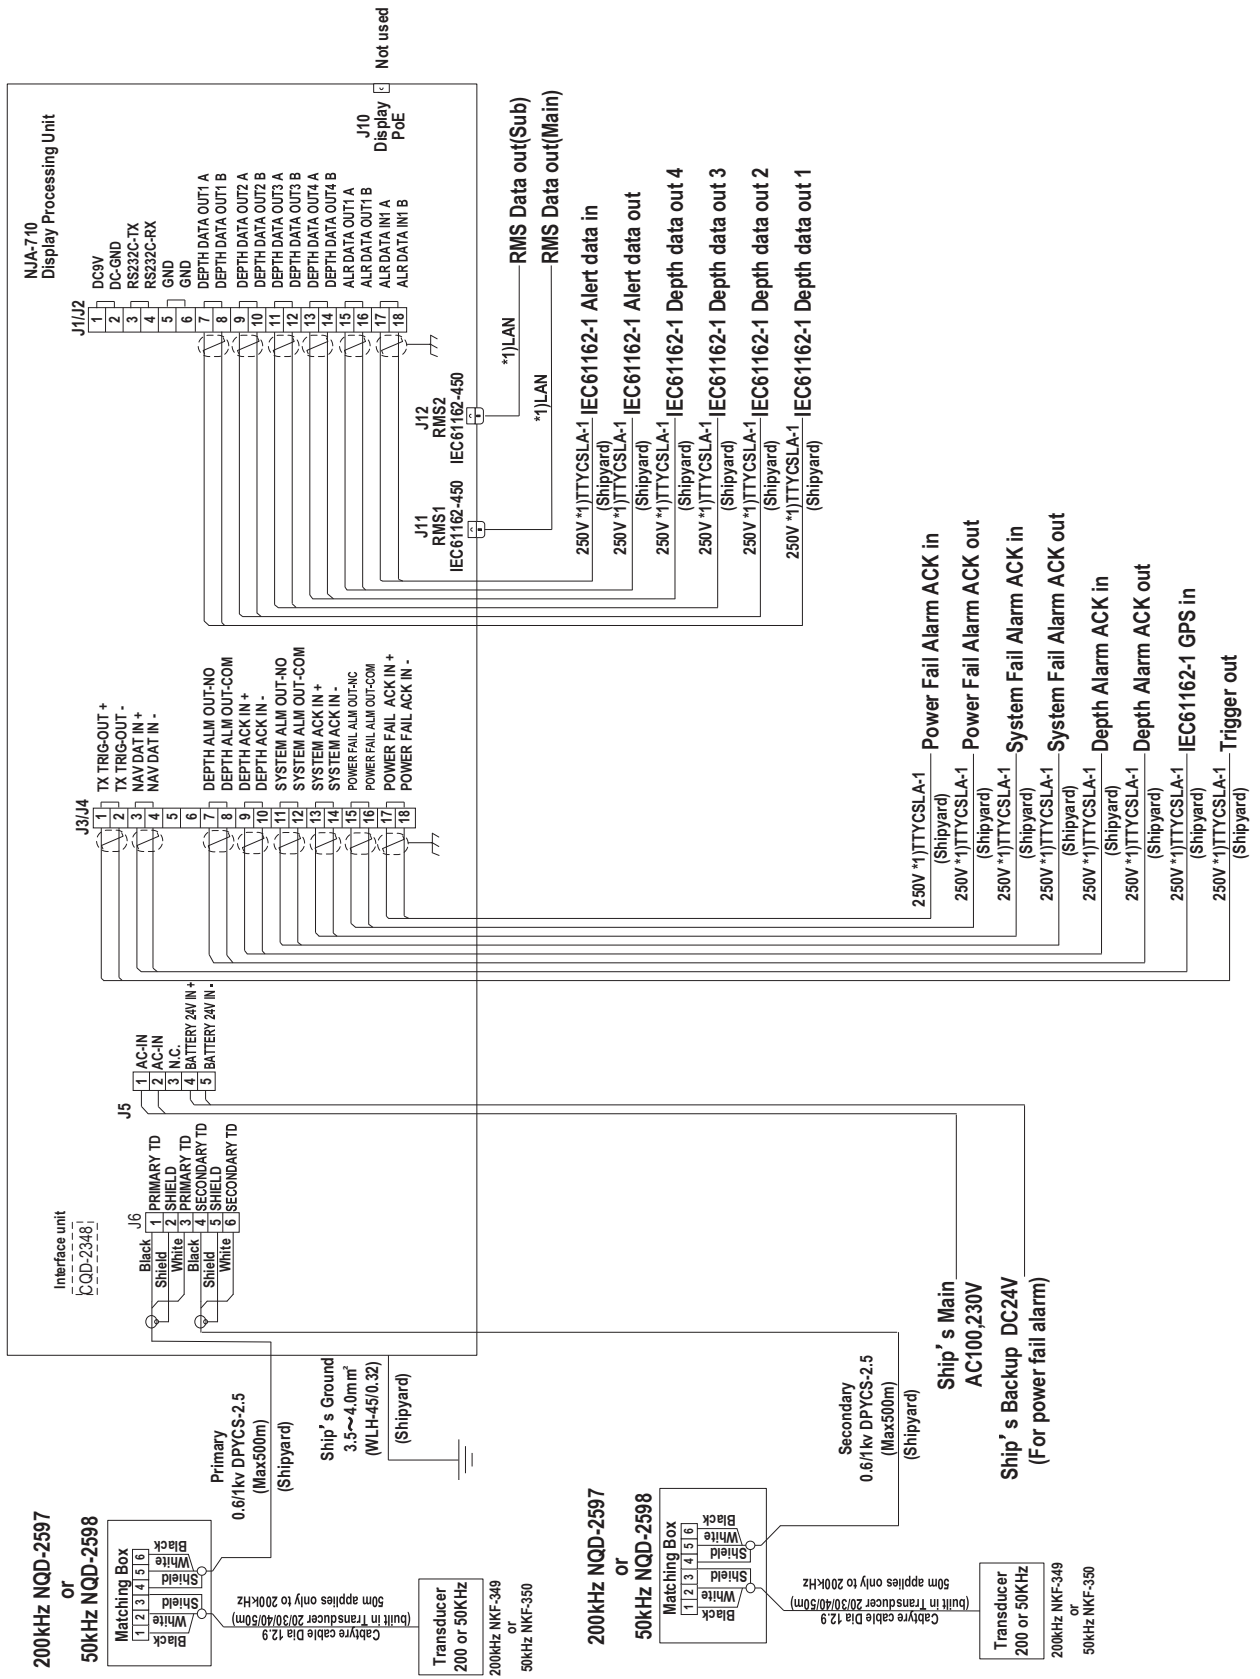 NJA-710
Display Processing Unit
J10
Display
PoE
Not used
J1/J2
1 DC9V
2 DC-GND
3 RS232C-TX
4 RS232C-RX
5 GND
6 GND
7 DEPTH DATA OUT1 A
8 DEPTH DATA OUT1 B
9 DEPTH DATA OUT2 A
10 DEPTH DATA OUT2 B
11 DEPTH DATA OUT3 A
12 DEPTH DATA OUT3 B
13 DEPTH DATA OUT4 A
14 DEPTH DATA OUT4 B
15 ALR DATA OUT1 A
16 ALR DATA OUT1 B
17 ALR DATA IN1 A
18 ALR DATA IN1 B
J12
RMS2
IEC61162-450
J11
RMS1
IEC61162-450
*1)LAN
RMS Data out(Sub)
*1)LAN
RMS Data out(Main)
250V *1)TTYCSLA-1
(Shipyard)
IEC61162-1 Alert data in
250V *1)TTYCSLA-1
(Shipyard)
IEC61162-1 Alert data out
250V *1)TTYCSLA-1
(Shipyard)
IEC61162-1 Depth data out 4
250V *1)TTYCSLA-1
(Shipyard)
IEC61162-1 Depth data out 3
250V *1)TTYCSLA-1
(Shipyard)
IEC61162-1 Depth data out 2
250V *1)TTYCSLA-1
(Shipyard)
IEC61162-1 Depth data out 1
J3/J4
1 TX TRIG-OUT +
2 TX TRIG-OUT -
3 NAV DAT IN +
4 NAV DAT IN -
5
6
7 DEPTH ALM OUT-NO
8 DEPTH ALM OUT-COM
9 DEPTH ACK IN+
10 DEPTH ACK IN-
11 SYSTEM ALM OUT-NO
12 SYSTEM ALM OUT-COM
13 SYSTEM ACK IN +
14 SYSTEM ACK IN -
15 POWER FAIL ALM OUT-NC
16 POWER FAIL ALM OUT-COM
17 POWER FAIL ACK IN +
18 POWER FAIL ACK IN -
250V *1)TTYCSLA-1
(Shipyard)
Power Fail Alarm ACK in
250V *1)TTYCSLA-1
(Shipyard)
Power Fail Alarm ACK out
250V *1)TTYCSLA-1
(Shipyard)
System Fail Alarm ACK in
250V *1)TTYCSLA-1
(Shipyard)
System Fail Alarm ACK out
250V *1)TTYCSLA-1
(Shipyard)
Depth Alarm ACK in
250V *1)TTYCSLA-1
(Shipyard)
Depth Alarm ACK out
250V *1)TTYCSLA-1
(Shipyard)
IEC61162-1 GPS in
250V *1)TTYCSLA-1
(Shipyard)
Trigger out
J5
1 AC-IN
2 AC-IN
3 N.C.
4 BATTERY 24V IN +
5 BATTERY 24V IN -
Interface unit
CQD-2348
J6
Black 1 PRIMARY TD
Shield 2 SHIELD
White 3 PRIMARY TD
Black 4 SECONDARY TD
Shield 5 SHIELD
White 6 SECONDARY TD
Ship's Main
AC100,230V
Ship's Backup DC24V
(For power fail alarm)
Primary
0.6/1kv DPYCS-2.5
(Max500m)
(Shipyard)
Ship's Ground
3.5～4.0mm²
(WLH-45/0.32)
(Shipyard)
Secondary
0.6/1kv DPYCS-2.5
(Max500m)
(Shipyard)
200kHz NQD-2597
or
50kHz NQD-2598
Matching Box
1 2 3 4 5 6
Black
White
Shield
Shield
White
Black
Cabtyre cable Dia 12.9
(built in Transducer 20/30/40/50m)
50m applies only to 200kHz
Transducer
200 or 50KHz
200kHz NKF-349
or
50kHz NKF-350
200kHz NQD-2597
or
50kHz NQD-2598
Matching Box
1 2 3 4 5 6
Black
White
Shield
Shield
White
Black
Cabtyre cable Dia 12.9
(built in Transducer 20/30/40/50m)
50m applies only to 200kHz
Transducer
200 or 50KHz
200kHz NKF-349
or
50kHz NKF-350